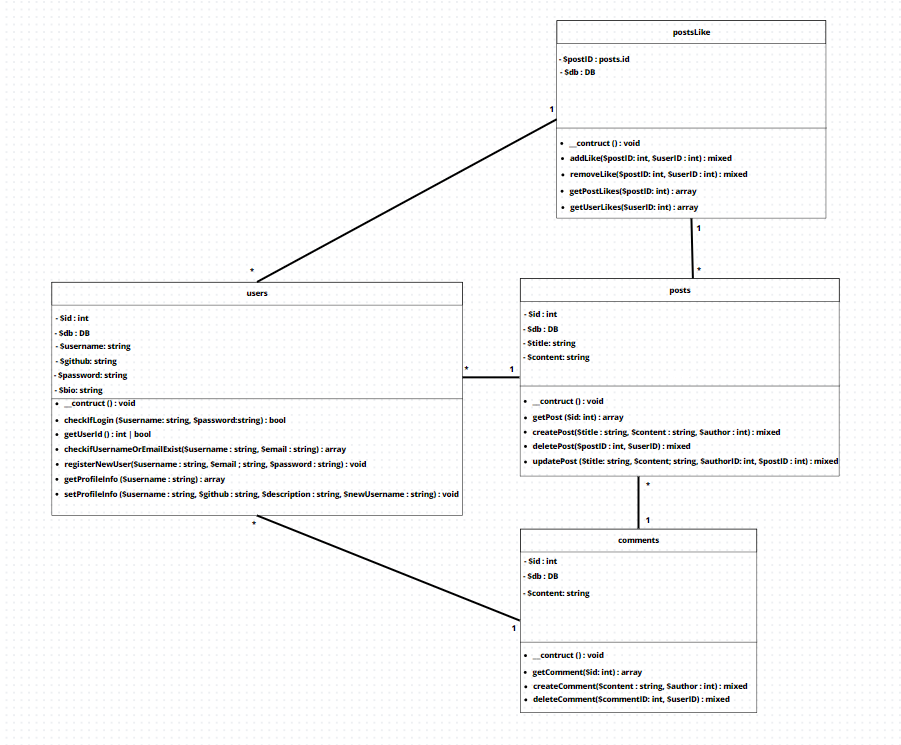 postsLike
- $postID : posts.id
- $db : DB
1
• __contruct () : void
• addLike($postID: int, $userID : int) : mixed
• removeLike($postID: int, $userID : int) : mixed
• getPostLikes($postID: int) : array
• getUserLikes($userID: int) : array
1
*
*
users
- $id : int
- $db : DB
- $username: string
- $github: string
- $password: string
- $bio: string
• __contruct () : void
• checkIfLogin ($username: string, $password:string) : bool
• getUserId () : int | bool
• checkifUsernameOrEmailExist($username : string, $email : string) : array
• registerNewUser($username : string, $email ; string, $password : string) : void
• getProfileInfo ($username : string) : array
• setProfileInfo ($username : string, $github : string, $description : string, $newUsername : string) : void
*
* 1
posts
- $id : int
- $db : DB
- $title: string
- $content: string
• __contruct () : void
• getPost ($id: int) : array
• createPost($title : string, $content : string, $author : int) : mixed
• deletePost($postID : int, $userID) : mixed
• updatePost ($title: string, $content; string, $authorID: int, $postID : int) : mixed
*
1
comments
- $id : int
- $db : DB
- $content: string
1
• __contruct () : void
• getComment($id: int) : array
• createComment($content : string, $author : int) : mixed
• deleteComment($commentID: int, $userID) : mixed